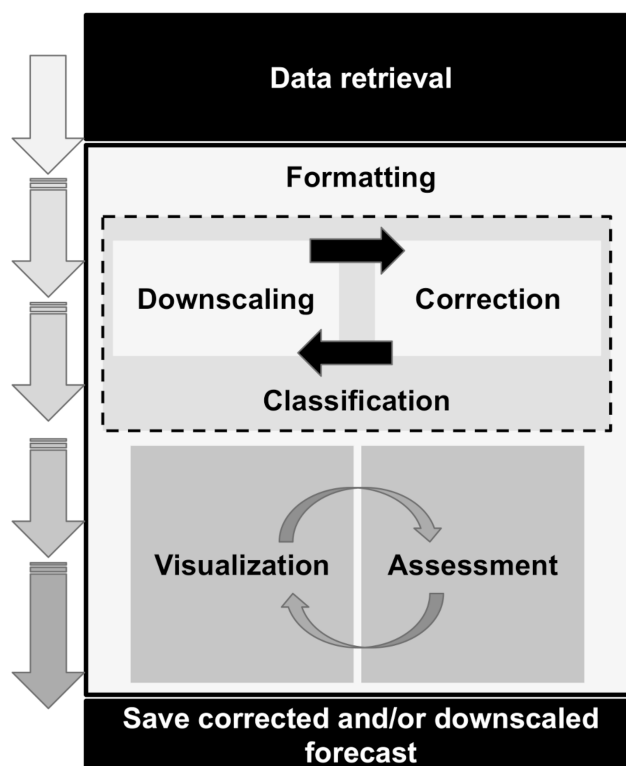 Data retrieval
Formatting
Downscaling
Correction
Classification
Visualization
Assessment
Save corrected and/or downscaled
forecast